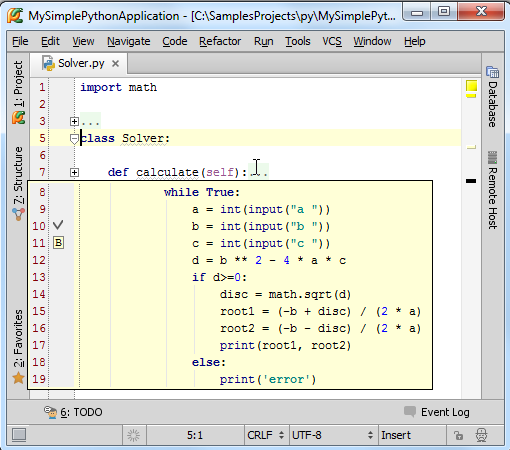 MySimplePythonApplication - [C:\SamplesProjects\py\MySimplePyt...
File Edit View Navigate Code Refactor Run Tools VCS Window Help
Solver.py
1: Project
7: Structure
2: Favorites
1 import math
3 ...
5 class Solver:
6
7 def calculate(self):...
8 while True:
9 a = int(input("a "))
10 b = int(input("b "))
11 B c = int(input("c "))
12 d = b ** 2 - 4 * a * c
13 if d>=0:
14 disc = math.sqrt(d)
15 root1 = (-b + disc) / (2 * a)
16 root2 = (-b - disc) / (2 * a)
17 print(root1, root2)
18 else:
19 print('error')
Database
Remote Host
6: TODO
Event Log
5:1 CRLF UTF-8 Insert